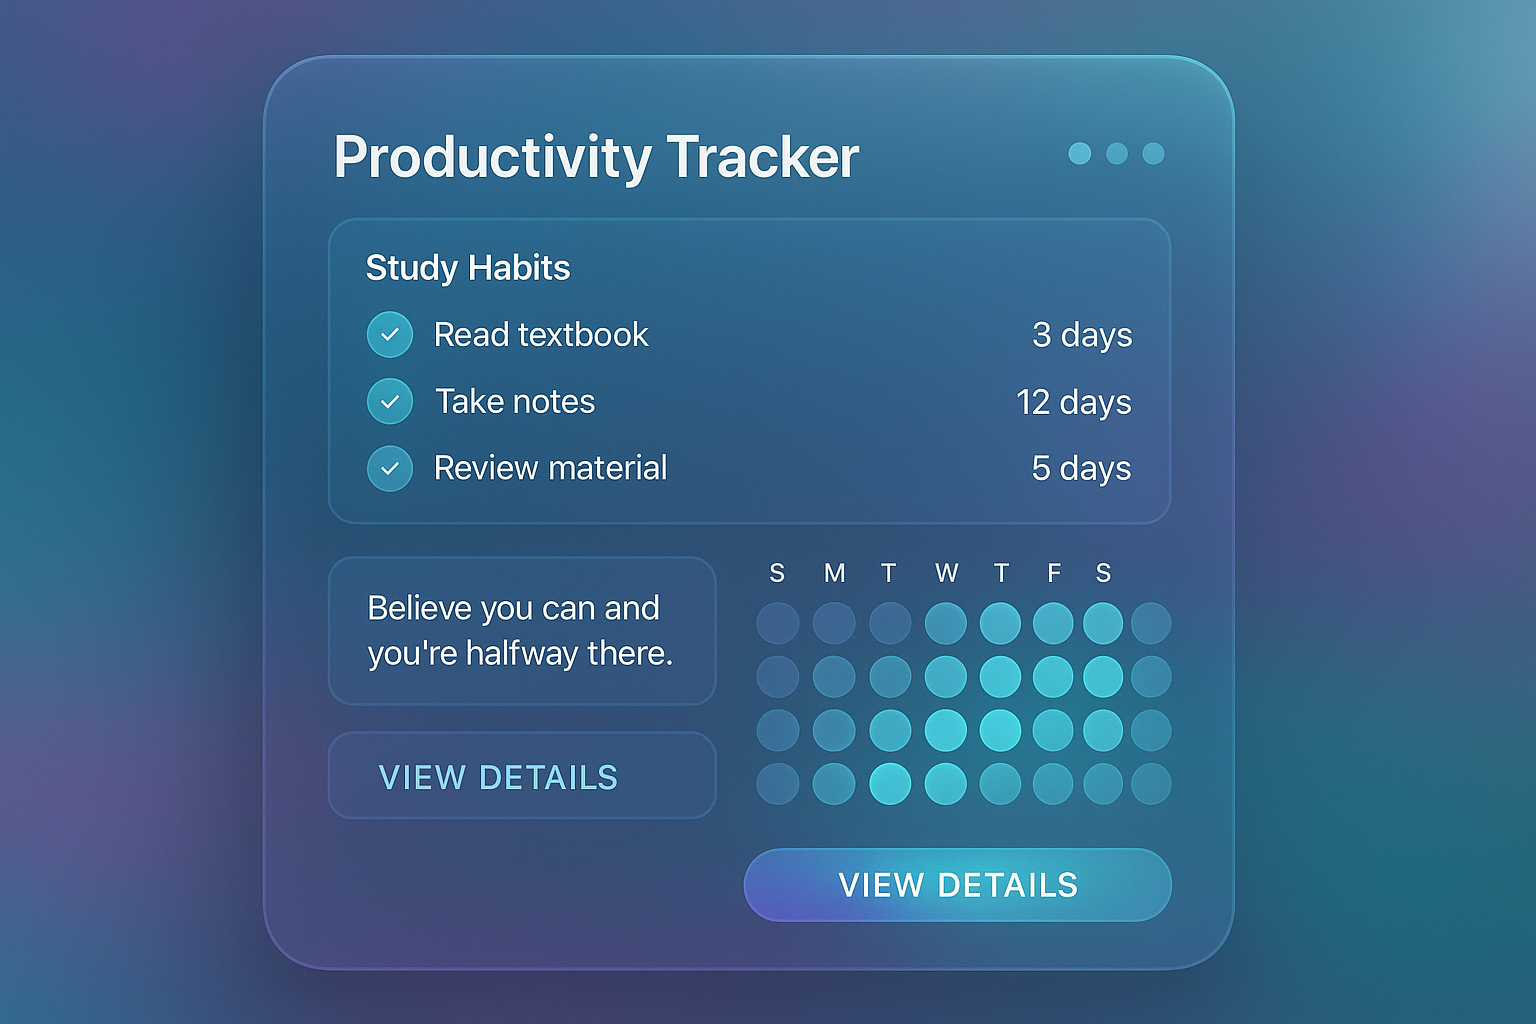 Productivity Tracker
Study Habits
Read textbook 3 days
Take notes 12 days
Review material 5 days
Believe you can and
you're halfway there.
VIEW DETAILS
S M T W T F S
VIEW DETAILS